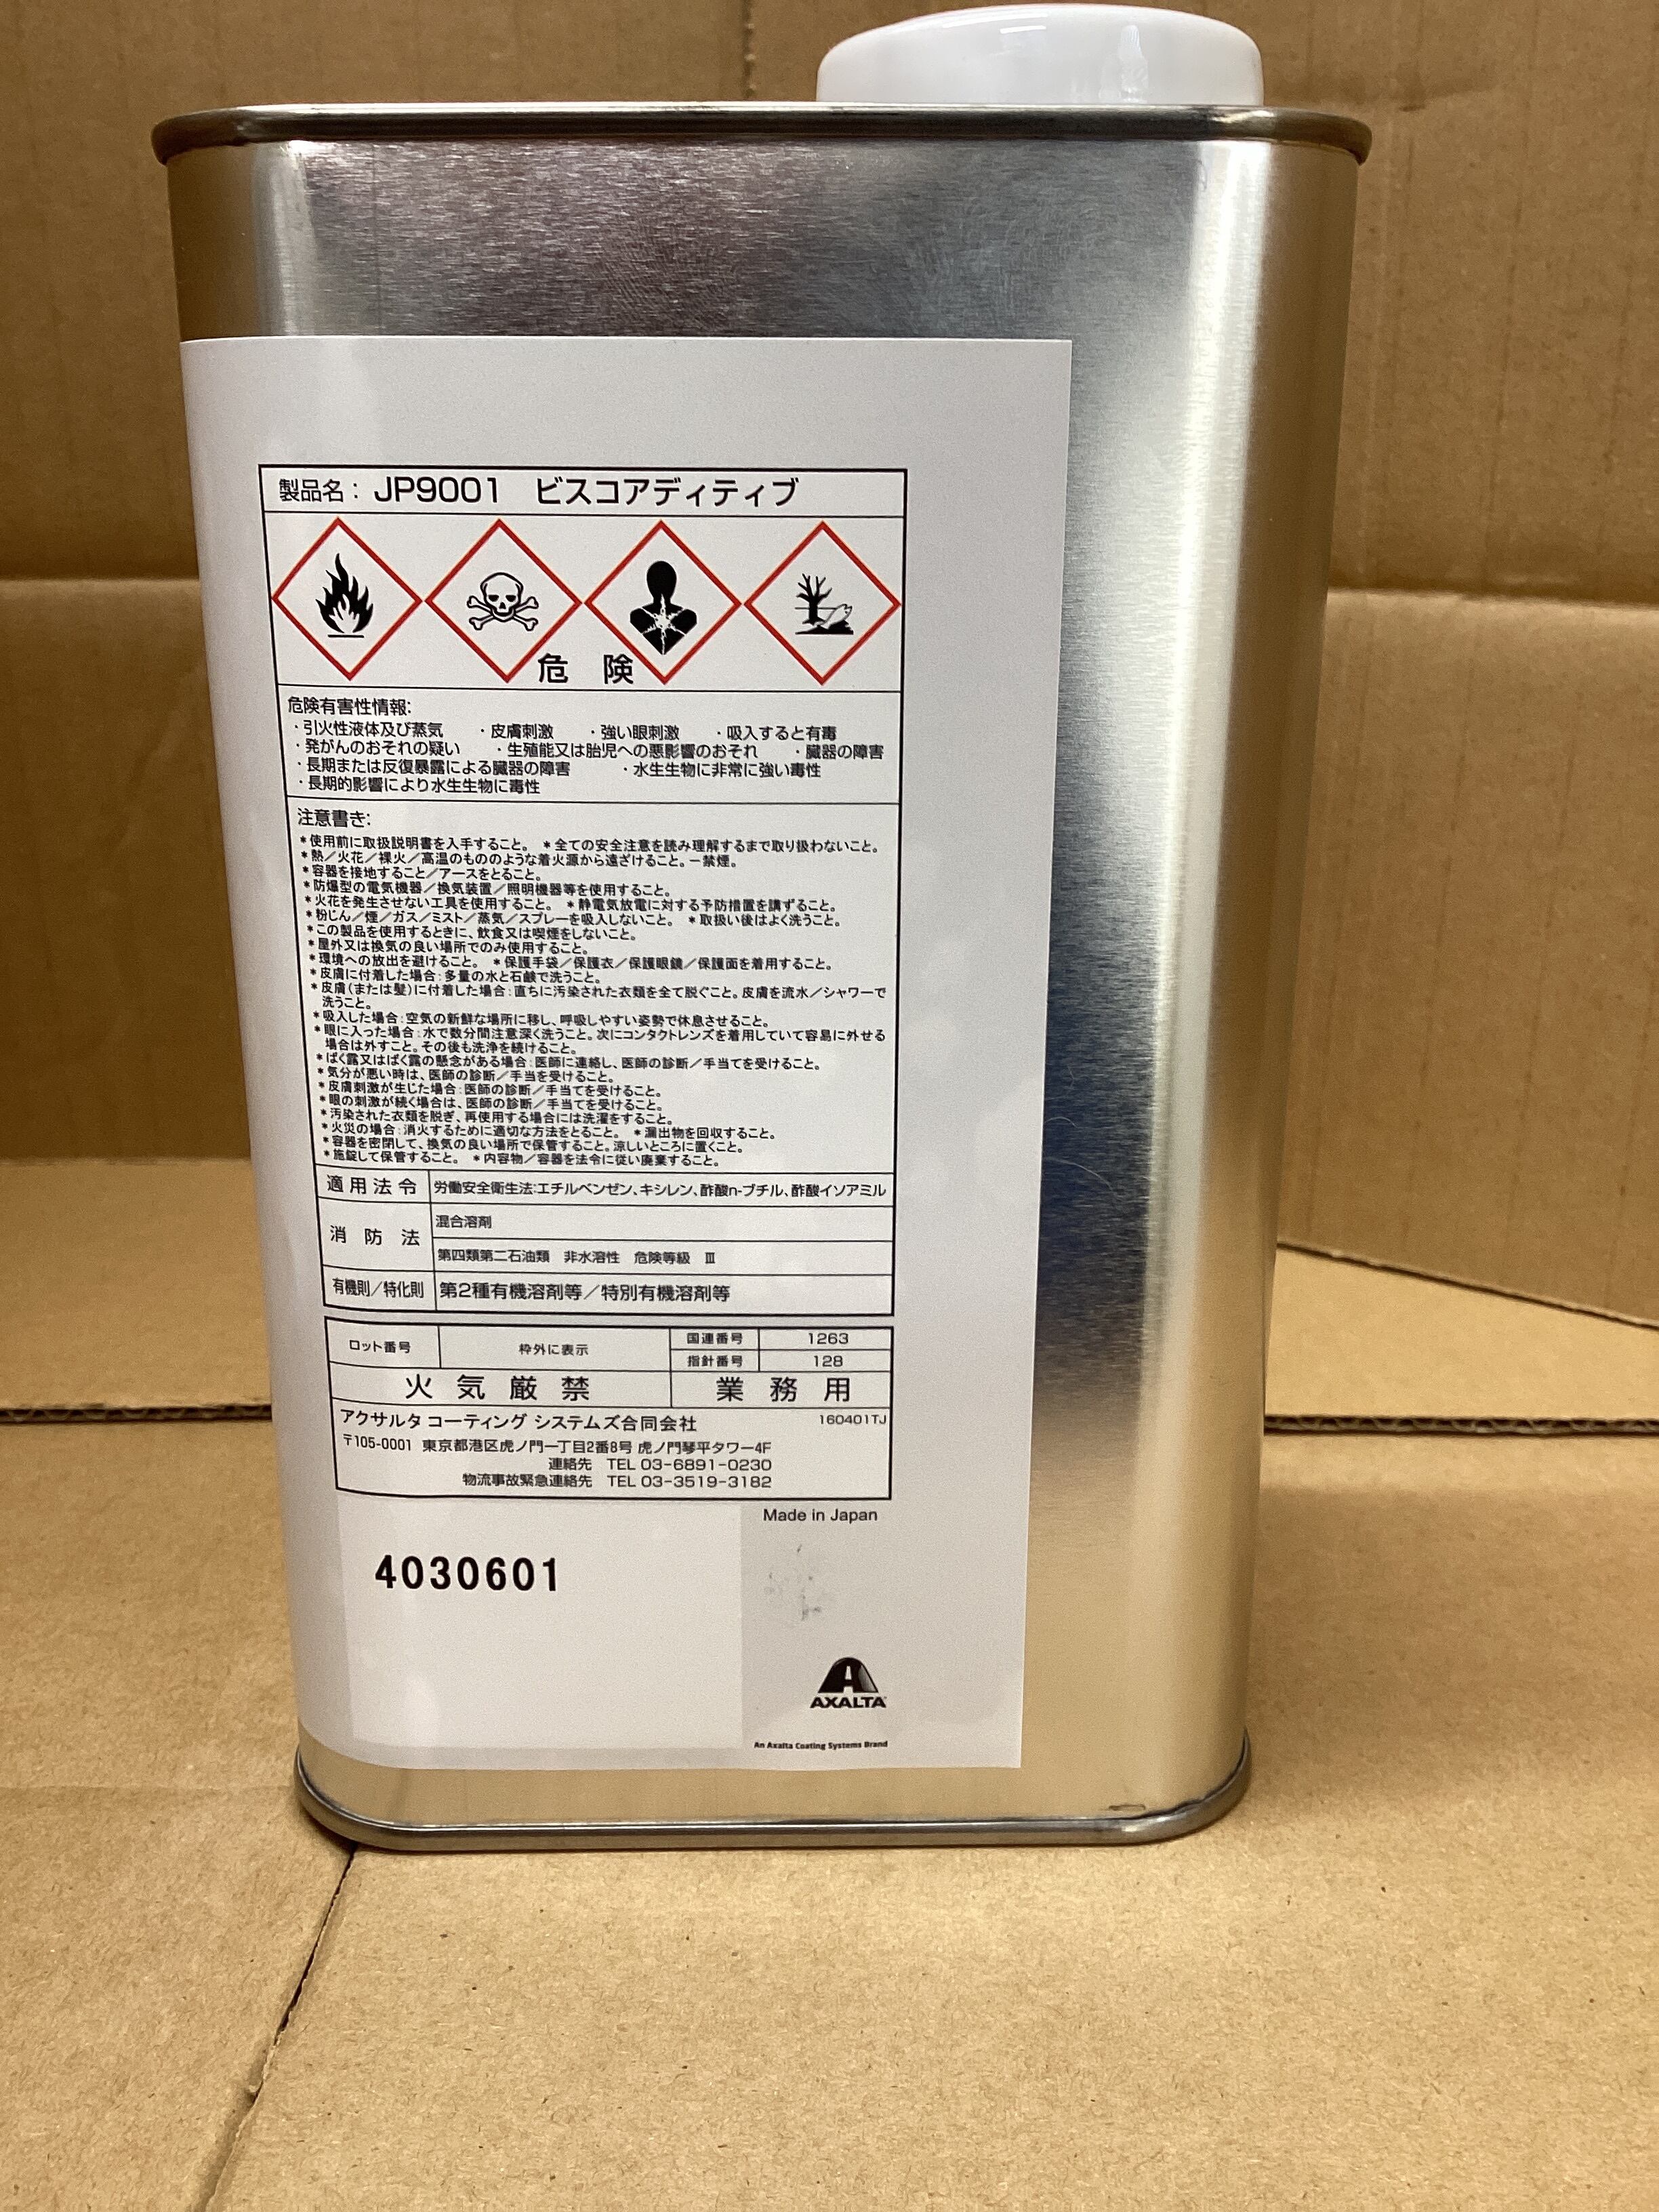 製品名： JP9001 ビスコアディティブ
危 険
危険有害性情報:
・引火性液体及び蒸気 ・皮膚刺激 ・強い眼刺激 ・吸入すると有毒
・発がんのおそれの疑い ・生殖能又は胎児への悪影響のおそれ ・臓器の障害
・長期または反復暴露による臓器の障害 ・水生生物に非常に強い毒性
・長期的影響により水生生物に毒性
注意書き:
＊使用前に取扱説明書を入手すること。 ＊全ての安全注意を読み理解するまで取り扱わないこと。
＊熱／火花／裸火／高温のもののような着火源から遠ざけること。－禁煙。
＊容器を接地すること／アースをとること。
＊防爆型の電気機器／換気装置／照明機器等を使用すること。
＊火花を発生させない工具を使用すること。 ＊静電気放電に対する予防措置を講ずること。
＊粉じん／煙／ガス／ミスト／蒸気／スプレーを吸入しないこと。 ＊取扱い後はよく洗うこと。
＊この製品を使用するときに、飲食又は喫煙をしないこと。
＊屋外又は換気の良い場所でのみ使用すること。
＊環境への放出を避けること。 ＊保護手袋／保護衣／保護眼鏡／保護面を着用すること。
＊皮膚に付着した場合:多量の水と石鹸で洗うこと。
＊皮膚(または髪)に付着した場合:直ちに汚染された衣類を全て脱ぐこと。皮膚を流水／シャワーで
洗うこと。
＊吸入した場合:空気の新鮮な場所に移し、呼吸しやすい姿勢で休息させること。
＊眼に入った場合:水で数分間注意深く洗うこと。次にコンタクトレンズを着用していて容易に外せる
場合は外すこと。その後も洗浄を続けること。
＊ばく露又はばく露の懸念がある場合:医師に連絡し、医師の診断／手当てを受けること。
＊気分が悪い時は、医師の診断／手当を受けること。
＊皮膚刺激が生じた場合:医師の診断／手当てを受けること。
＊眼の刺激が続く場合は、医師の診断／手当てを受けること。
＊汚染された衣類を脱ぎ、再使用する場合には洗濯をすること。
＊火災の場合:消火するために適切な方法をとること。 ＊漏出物を回収すること。
＊容器を密閉して、換気の良い場所で保管すること。涼しいところに置くこと。
＊施錠して保管すること。 ＊内容物／容器を法令に従い廃棄すること。
適用法令 労働安全衛生法:エチルベンゼン、キシレン、酢酸n-ブチル、酢酸イソアミル
消 防 法 混合溶剤
第四類第二石油類 非水溶性 危険等級 Ⅲ
有機則／特化則 第2種有機溶剤等／特別有機溶剤等
ロット番号 枠外に表示 国連番号 1263
指針番号 128
火 気 厳 禁 業 務 用
アクサルタ コーティング システムズ合同会社 160401TJ
〒105-0001 東京都港区虎ノ門一丁目2番8号 虎ノ門琴平タワー4F
連絡先 TEL 03-6891-0230
物流事故緊急連絡先 TEL 03-3519-3182
Made in Japan
4030601
AXALTA
An Axalta Coating Systems Brand